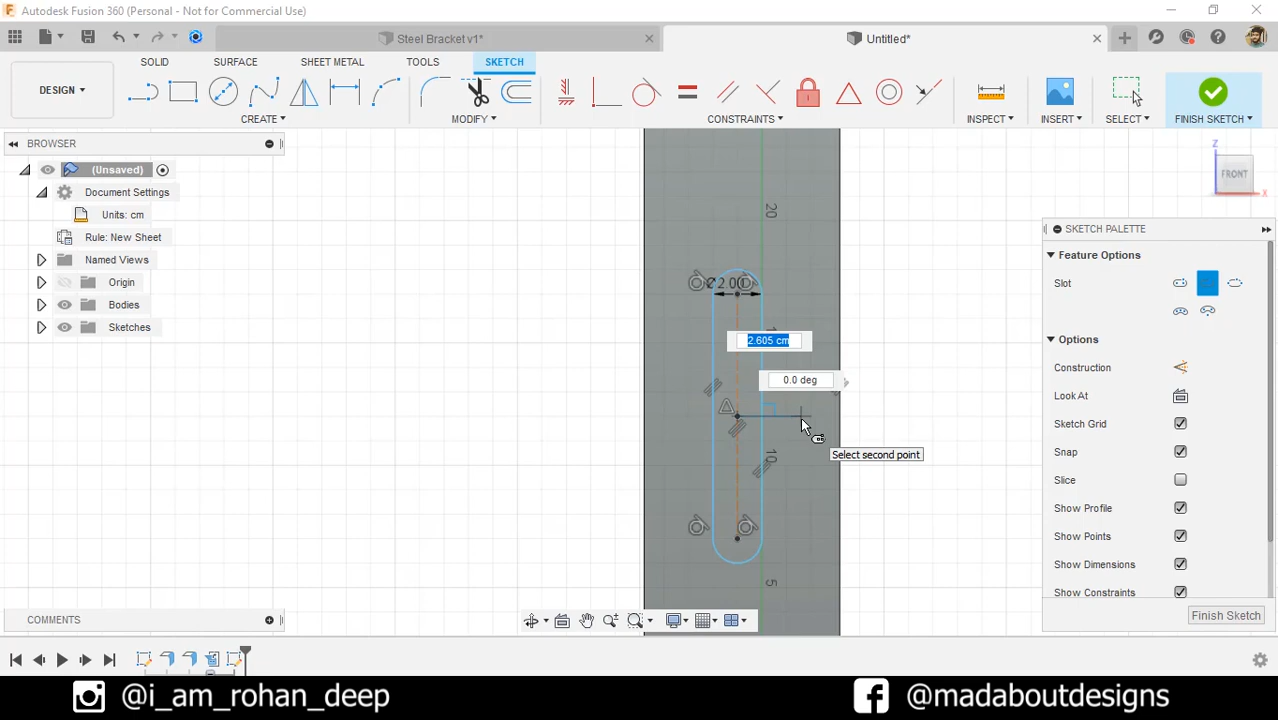 Autodesk Fusion 360 (Personal - Not for Commercial Use)
Steel Bracket v1*
Untitled*
DESIGN
SOLID SURFACE SHEET METAL TOOLS SKETCH
CREATE MODIFY CONSTRAINTS INSPECT INSERT SELECT FINISH SKETCH
BROWSER
(Unsaved)
Document Settings
Units: cm
Rule: New Sheet
Named Views
Origin
Bodies
Sketches
20
Ø2.00
2.605 cm
0.0 deg
Select second point
10
5
Z
FRONT
X
SKETCH PALETTE
Feature Options
Slot
Options
Construction
Look At
Sketch Grid
Snap
Slice
Show Profile
Show Points
Show Dimensions
Show Constraints
Finish Sketch
COMMENTS
@i_am_rohan_deep
@madaboutdesigns